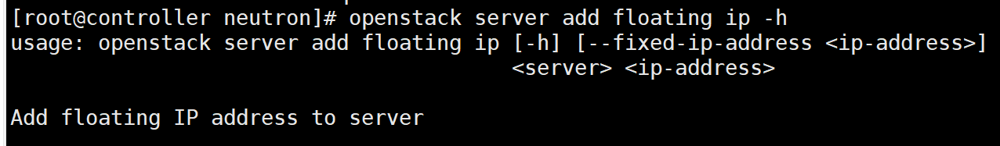 [root@controller neutron]# openstack server add floating ip -h
usage: openstack server add floating ip [-h] [--fixed-ip-address <ip-address>]
<server> <ip-address>
Add floating IP address to server